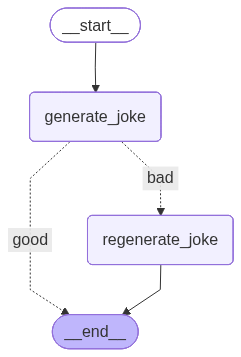 __start__
generate_joke
bad
good
regenerate_joke
__end__